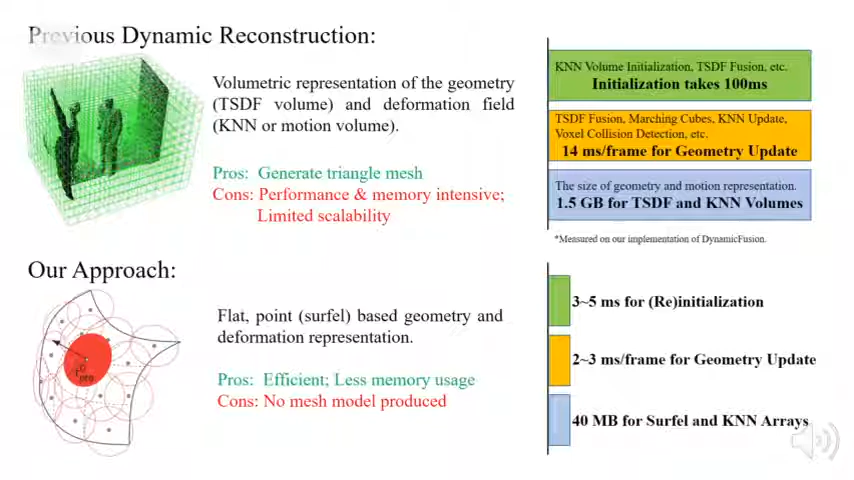 Previous Dynamic Reconstruction:
Volumetric representation of the geometry
(TSDF volume) and deformation field
(KNN or motion volume).
Pros: Generate triangle mesh
Cons: Performance & memory intensive;
Limited scalability
KNN Volume Initialization, TSDF Fusion, etc.
Initialization takes 100ms
TSDF Fusion, Marching Cubes, KNN Update,
Voxel Collision Detection, etc.
14 ms/frame for Geometry Update
The size of geometry and motion representation.
1.5 GB for TSDF and KNN Volumes
*Measured on our implementation of DynamicFusion.
Our Approach:
Flat, point (surfel) based geometry and
deformation representation.
Pros: Efficient; Less memory usage
Cons: No mesh model produced
3~5 ms for (Re)initialization
2~3 ms/frame for Geometry Update
40 MB for Surfel and KNN Arrays